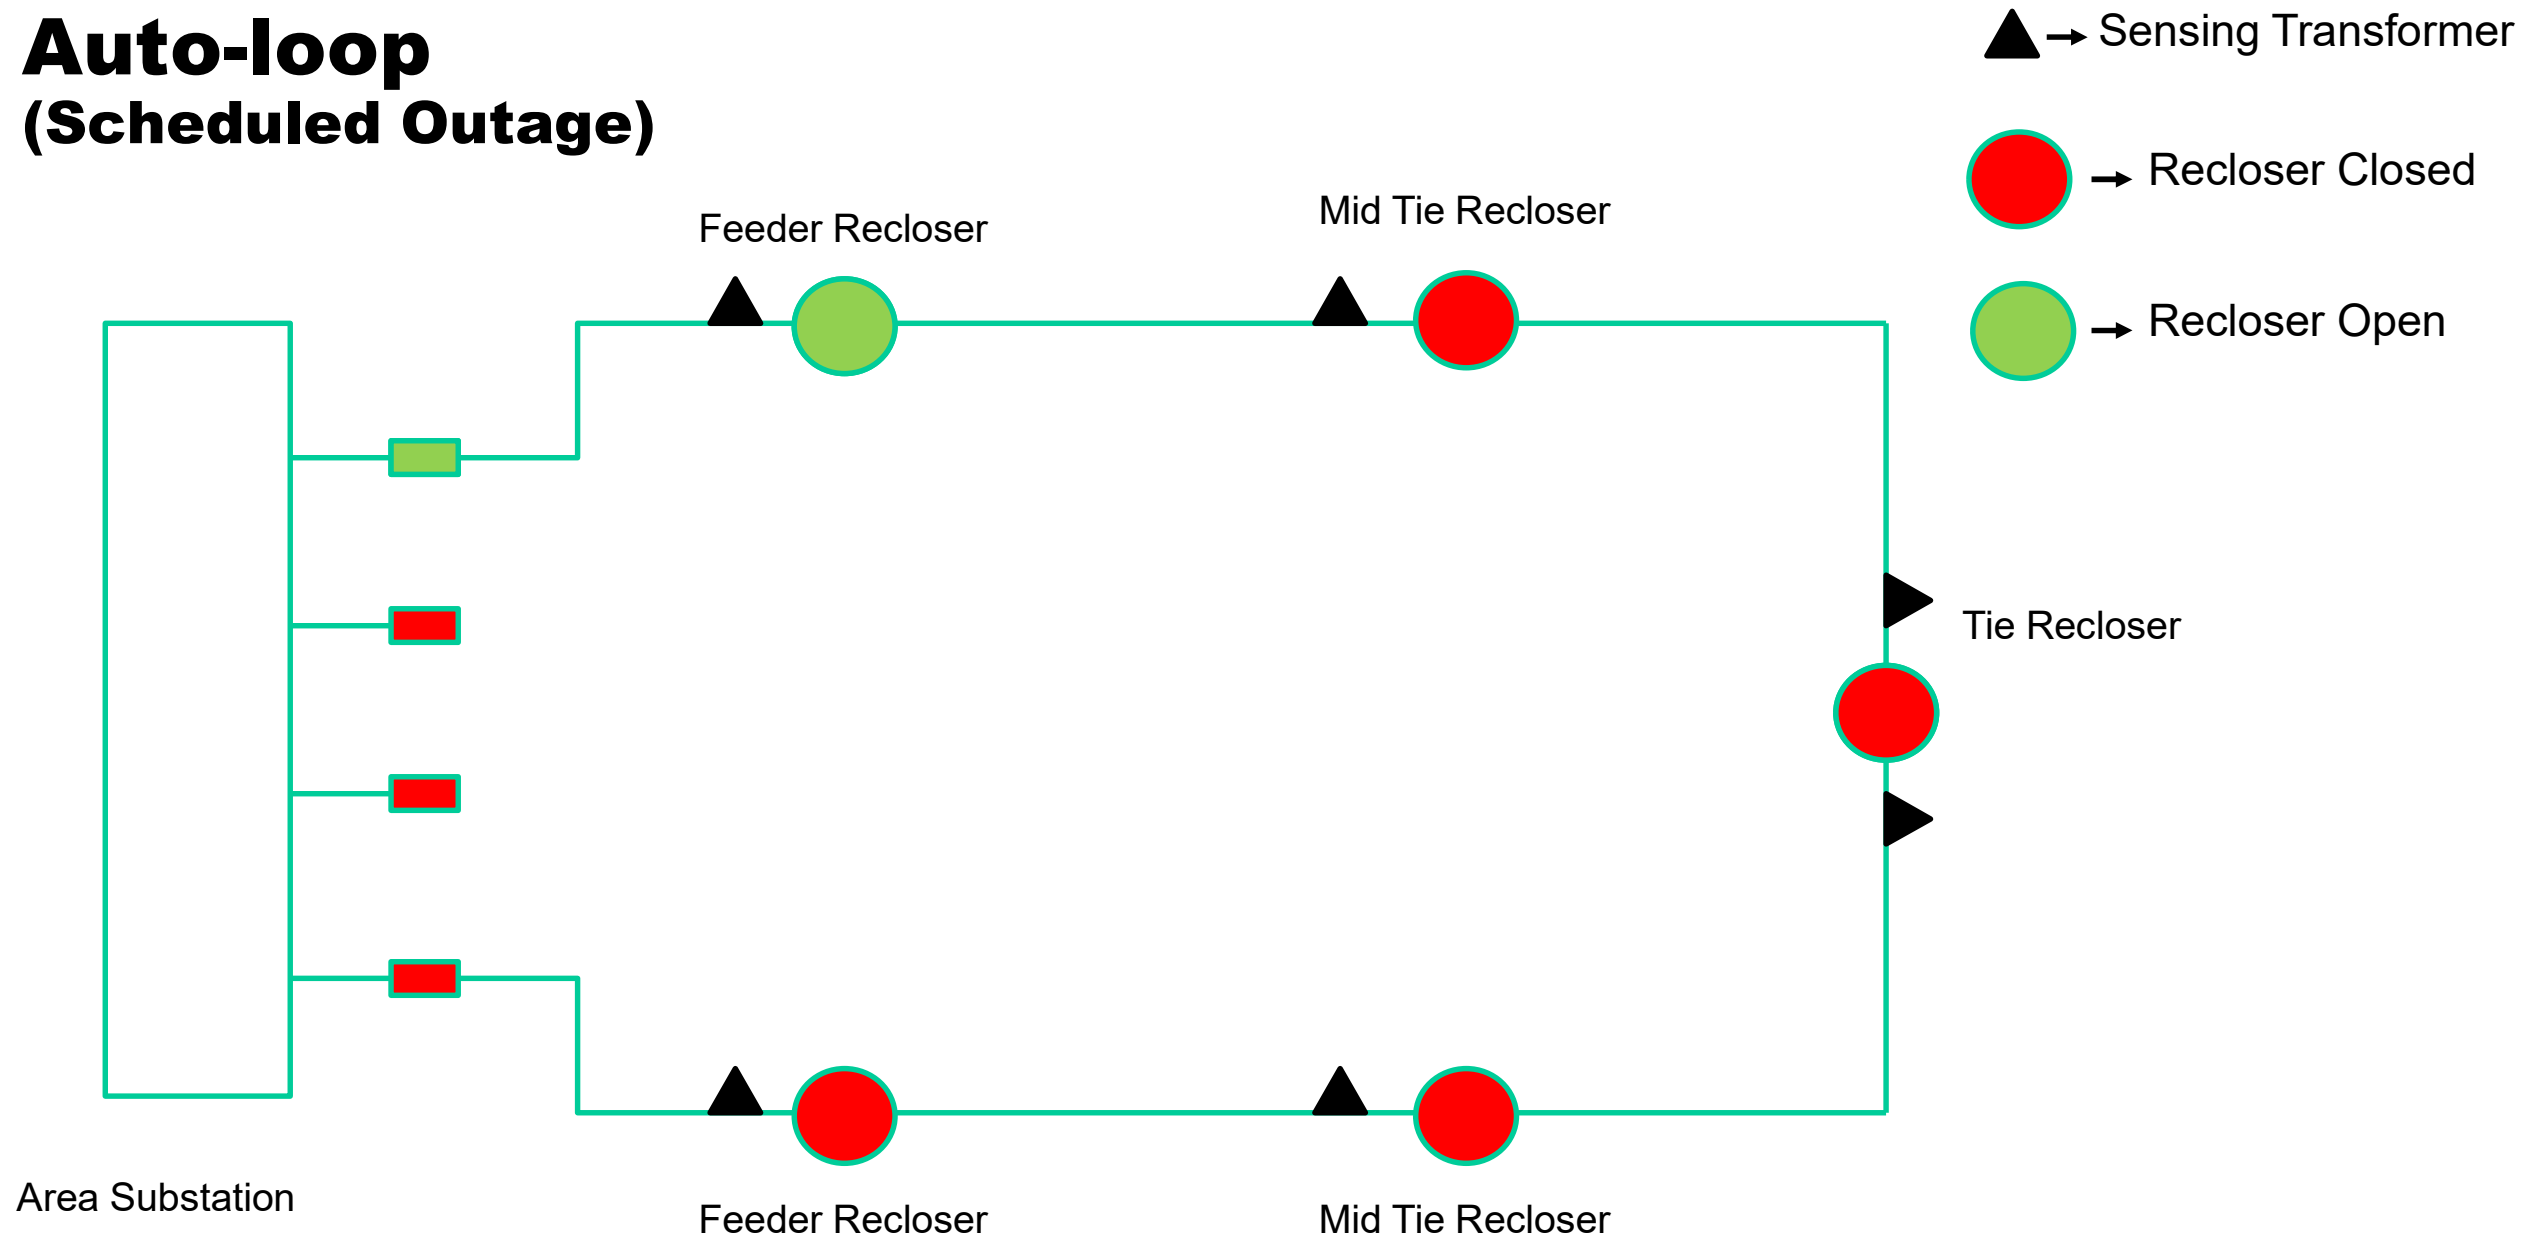 Auto-loop
(Scheduled Outage)
Sensing Transformer
Recloser Closed
Recloser Open
Feeder Recloser
Mid Tie Recloser
Tie Recloser
Area Substation
Feeder Recloser
Mid Tie Recloser